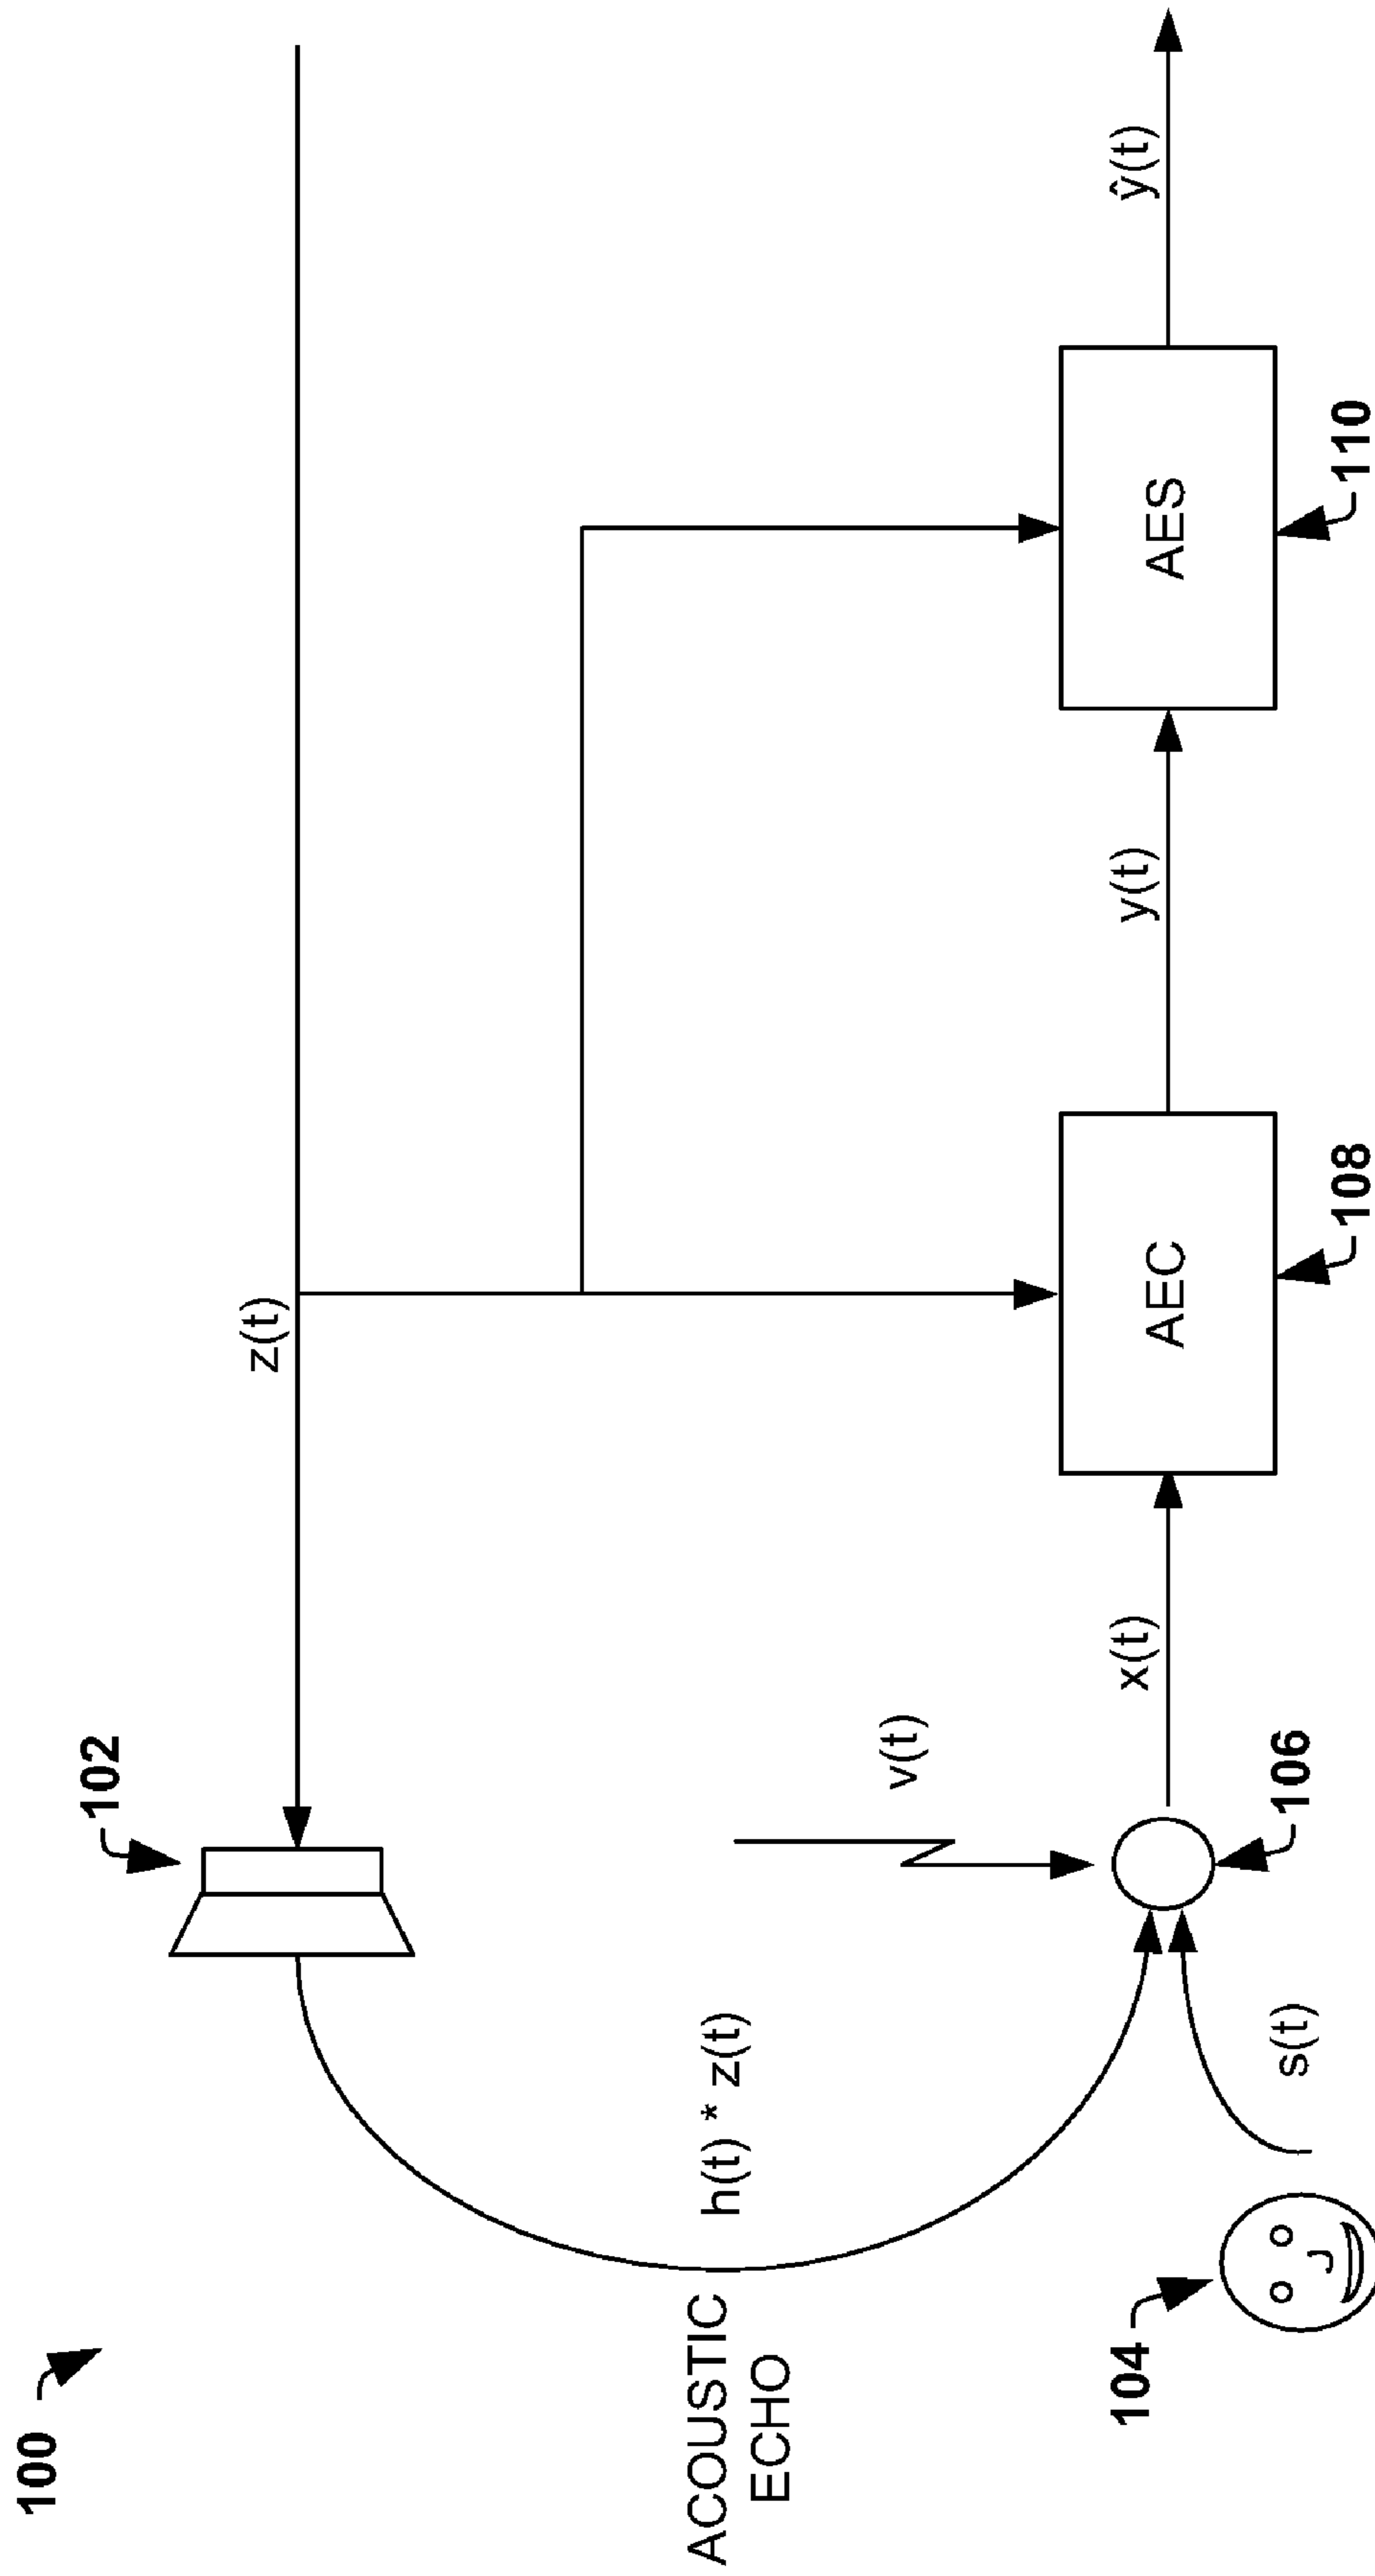 100
102
z(t)
ACOUSTIC
ECHO
h(t) * z(t)
v(t)
104
s(t)
106
x(t)
AEC
108
y(t)
AES
110
ŷ(t)